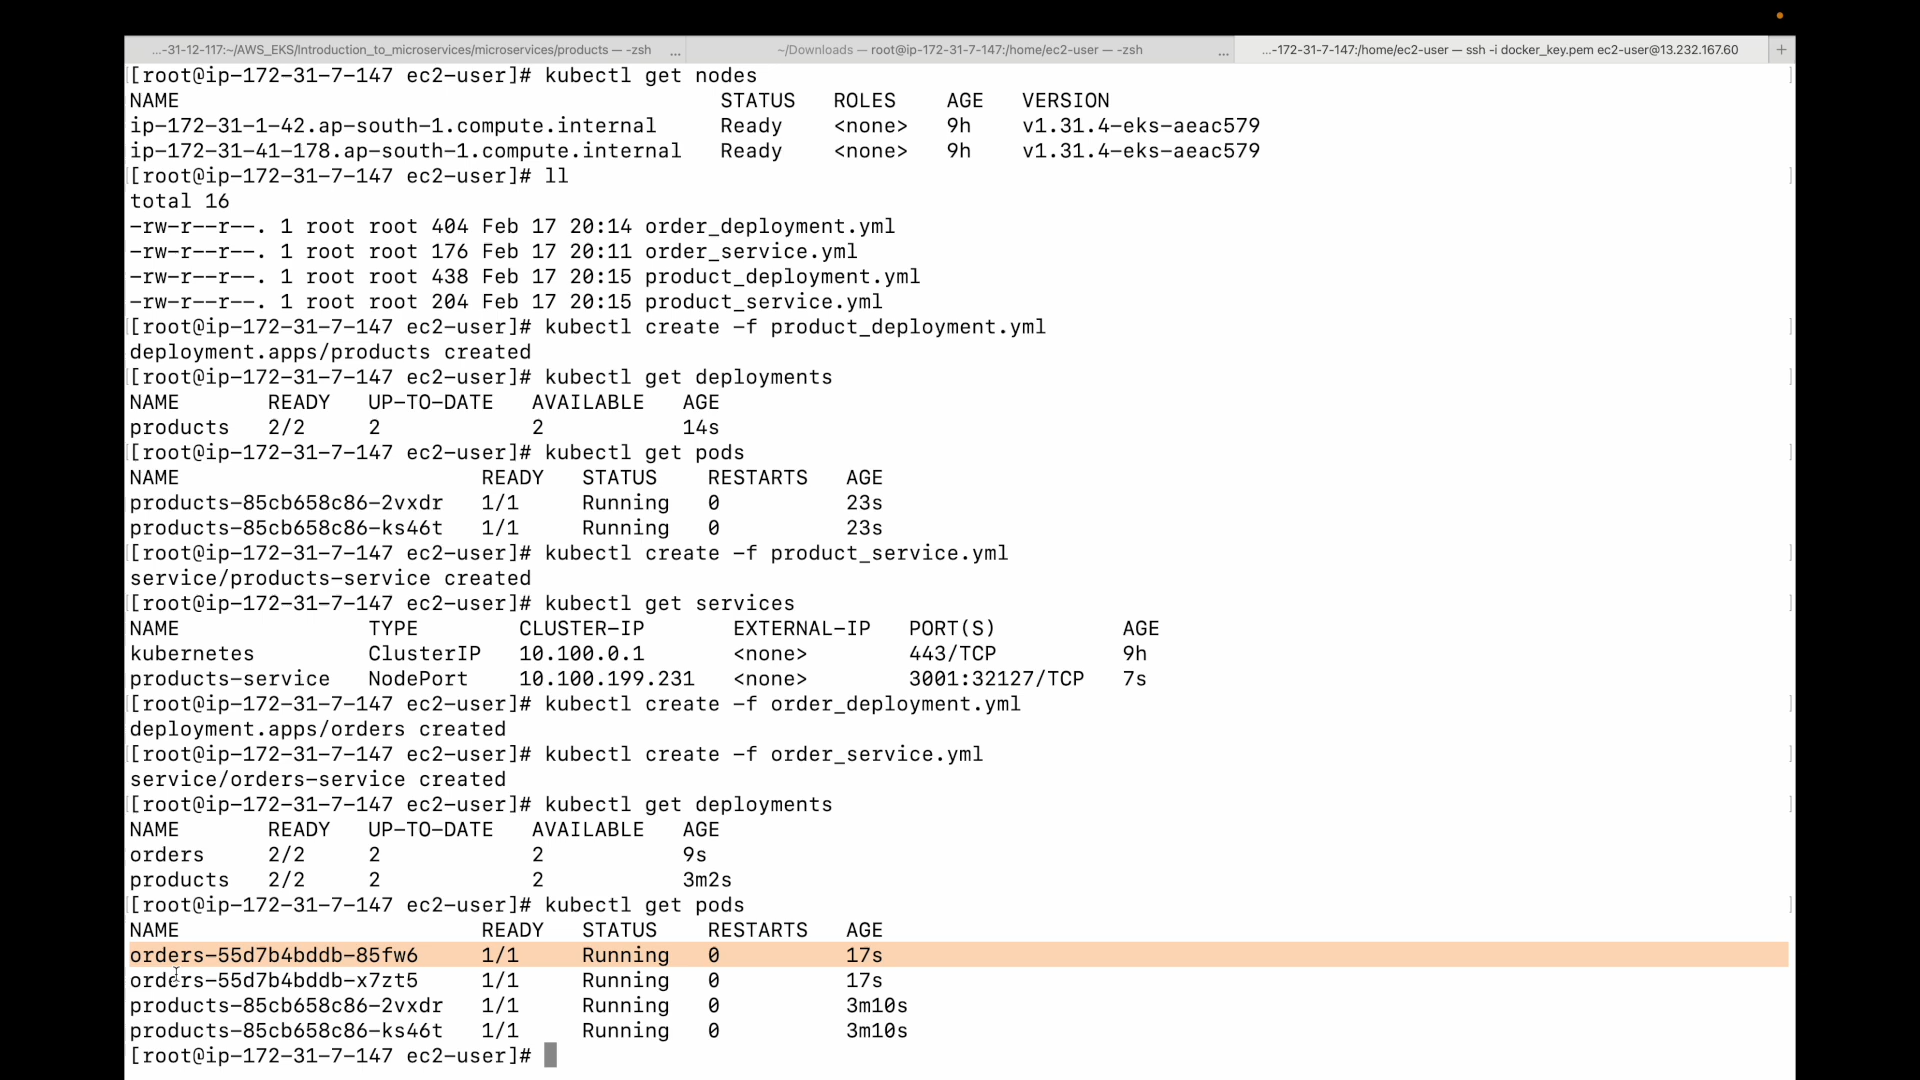 ...-31-12-117:~/AWS_EKS/Introduction_to_microservices/microservices/products — -zsh ... ~/Downloads — root@ip-172-31-7-147:/home/ec2-user — -zsh ... ...-172-31-7-147:/home/ec2-user — ssh -i docker_key.pem ec2-user@13.232.167.60 +
[root@ip-172-31-7-147 ec2-user]# kubectl get nodes ]
NAME STATUS ROLES AGE VERSION
ip-172-31-1-42.ap-south-1.compute.internal Ready <none> 9h v1.31.4-eks-aeac579
ip-172-31-41-178.ap-south-1.compute.internal Ready <none> 9h v1.31.4-eks-aeac579
[root@ip-172-31-7-147 ec2-user]# ll ]
total 16
-rw-r--r--. 1 root root 404 Feb 17 20:14 order_deployment.yml
-rw-r--r--. 1 root root 176 Feb 17 20:11 order_service.yml
-rw-r--r--. 1 root root 438 Feb 17 20:15 product_deployment.yml
-rw-r--r--. 1 root root 204 Feb 17 20:15 product_service.yml
[root@ip-172-31-7-147 ec2-user]# kubectl create -f product_deployment.yml ]
deployment.apps/products created
[root@ip-172-31-7-147 ec2-user]# kubectl get deployments ]
NAME READY UP-TO-DATE AVAILABLE AGE
products 2/2 2 2 14s
[root@ip-172-31-7-147 ec2-user]# kubectl get pods ]
NAME READY STATUS RESTARTS AGE
products-85cb658c86-2vxdr 1/1 Running 0 23s
products-85cb658c86-ks46t 1/1 Running 0 23s
[root@ip-172-31-7-147 ec2-user]# kubectl create -f product_service.yml ]
service/products-service created
[root@ip-172-31-7-147 ec2-user]# kubectl get services ]
NAME TYPE CLUSTER-IP EXTERNAL-IP PORT(S) AGE
kubernetes ClusterIP 10.100.0.1 <none> 443/TCP 9h
products-service NodePort 10.100.199.231 <none> 3001:32127/TCP 7s
[root@ip-172-31-7-147 ec2-user]# kubectl create -f order_deployment.yml ]
deployment.apps/orders created
[root@ip-172-31-7-147 ec2-user]# kubectl create -f order_service.yml ]
service/orders-service created
[root@ip-172-31-7-147 ec2-user]# kubectl get deployments ]
NAME READY UP-TO-DATE AVAILABLE AGE
orders 2/2 2 2 9s
products 2/2 2 2 3m2s
[root@ip-172-31-7-147 ec2-user]# kubectl get pods ]
NAME READY STATUS RESTARTS AGE
orders-55d7b4bddb-85fw6 1/1 Running 0 17s
orders-55d7b4bddb-x7zt5 1/1 Running 0 17s
products-85cb658c86-2vxdr 1/1 Running 0 3m10s
products-85cb658c86-ks46t 1/1 Running 0 3m10s
[root@ip-172-31-7-147 ec2-user]#